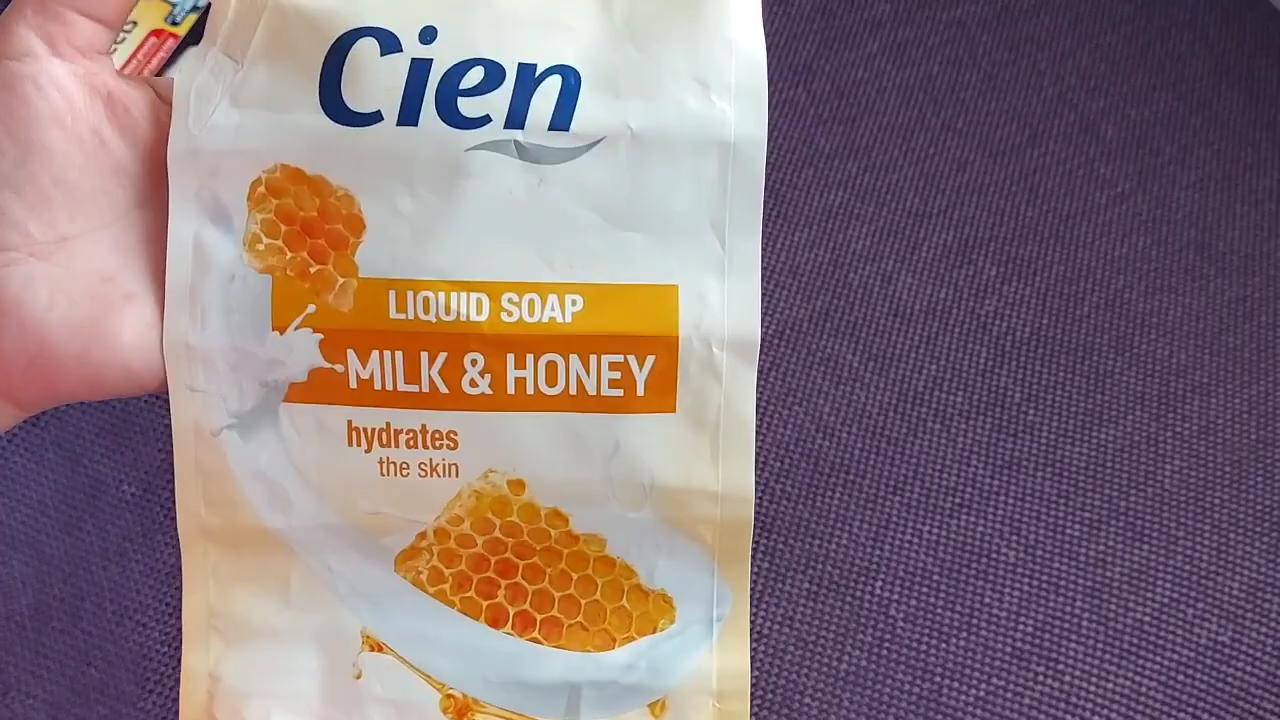 Cien
LIQUID SOAP
MILK & HONEY
hydrates
the skin